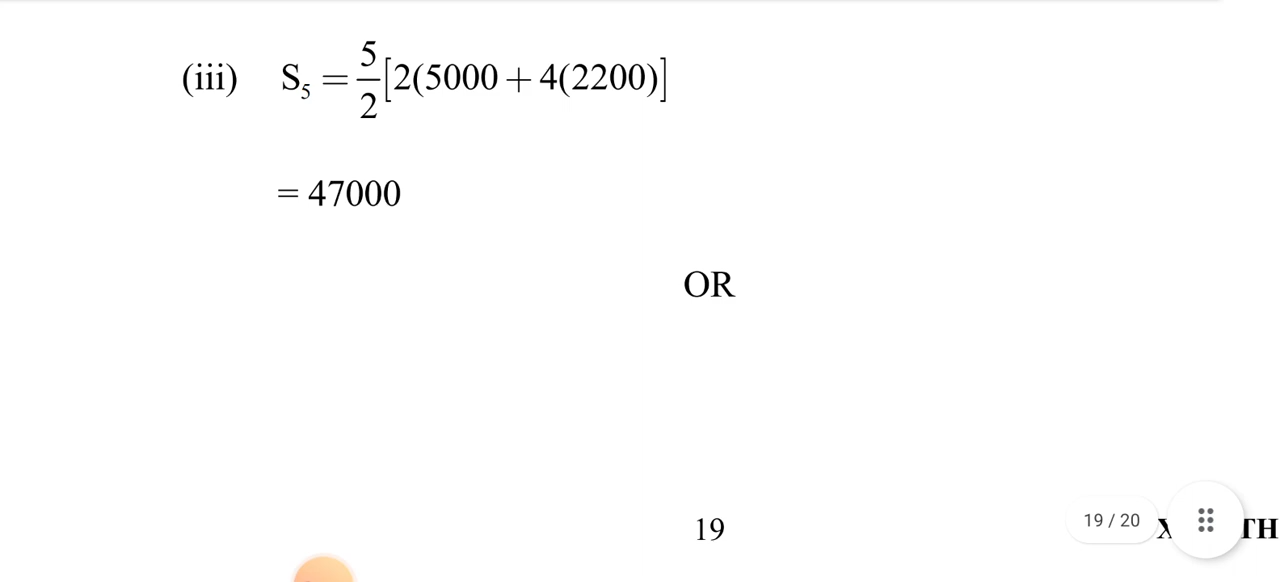 (iii) S₅ = 5/2[2(5000 + 4(2200)]
= 47000
OR
19
19 / 20
TH